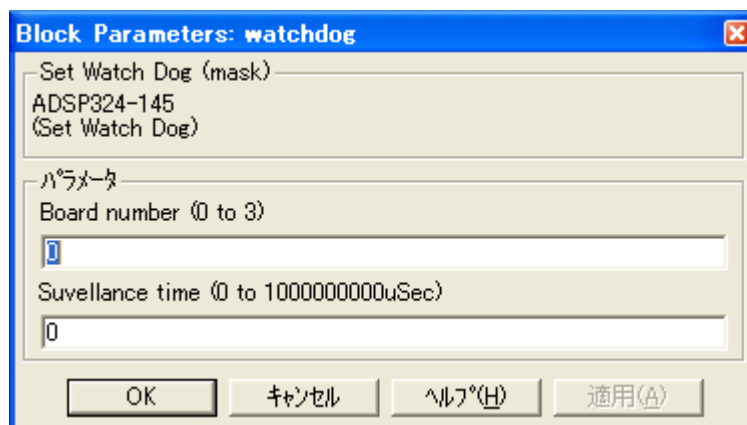 Block Parameters: watchdog
Set Watch Dog (mask)
ADSP324-145
(Set Watch Dog)
パラメータ
Board number (0 to 3)
0
Suvellance time (0 to 1000000000uSec)
0
OK キャンセル ヘルプ(H) 適用(A)